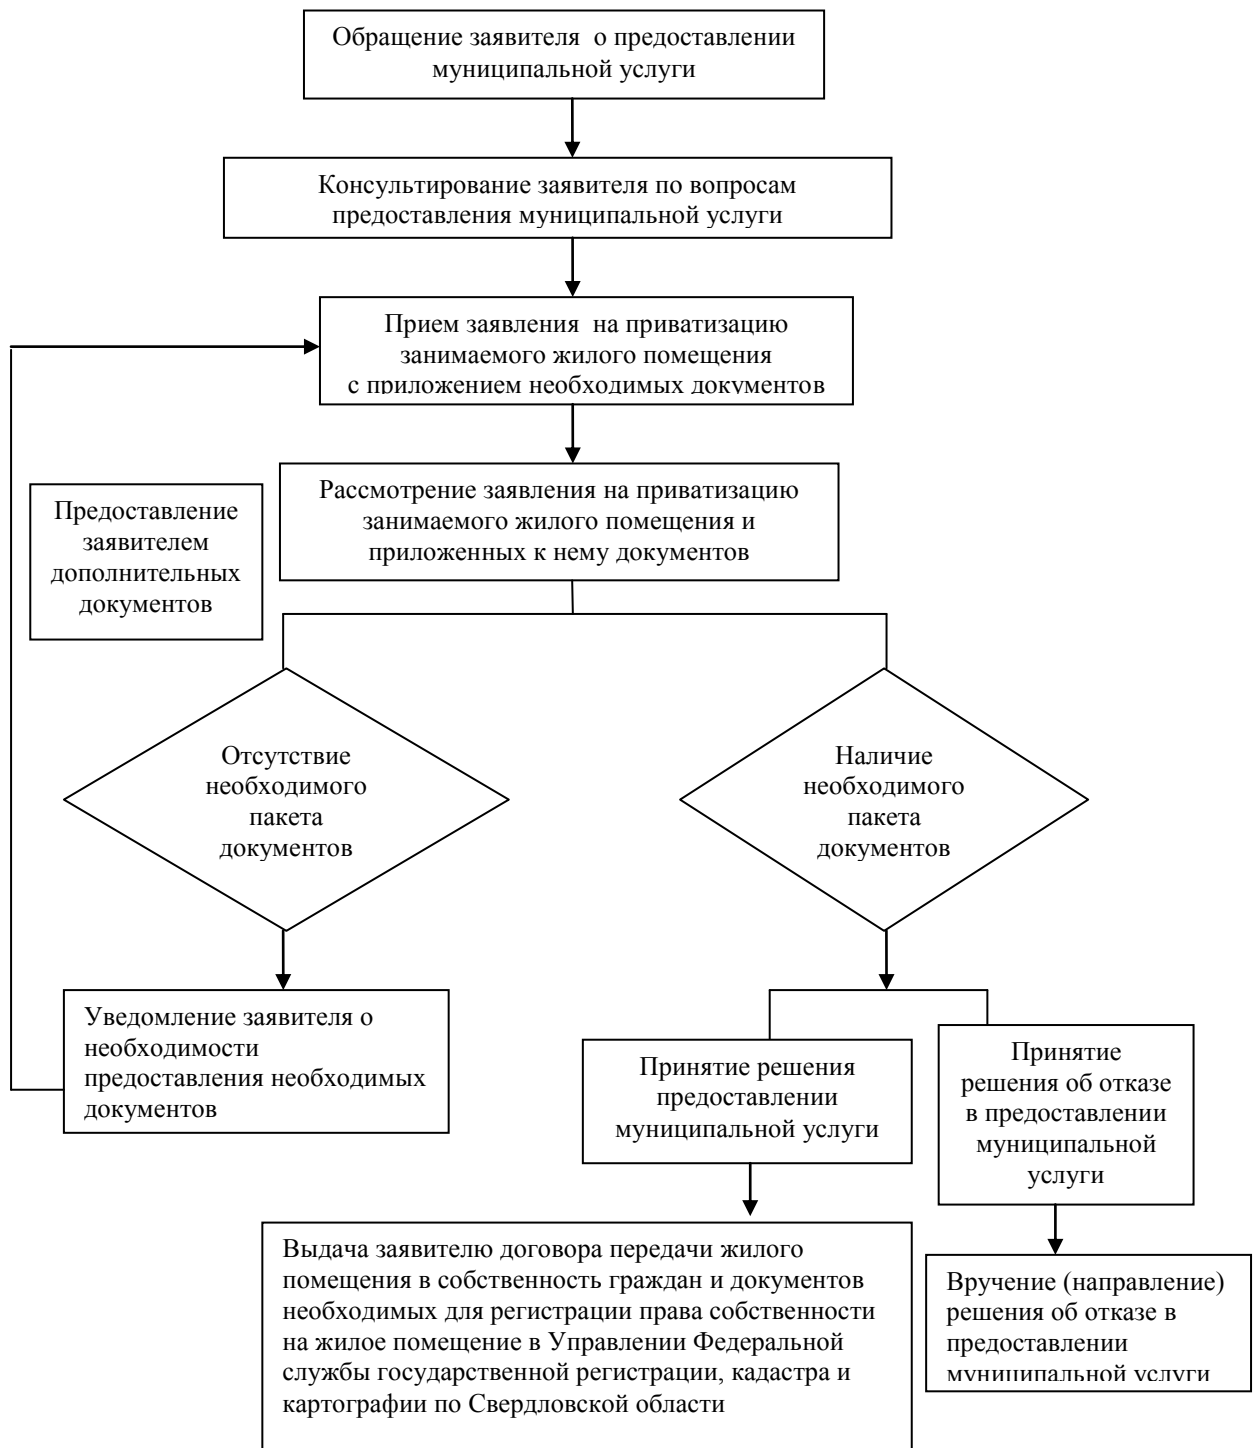 Обращение заявителя  о предоставлении
муниципальной услуги
Консультирование заявителя по вопросам
предоставления муниципальной услуги
Прием заявления  на приватизацию
занимаемого жилого помещения
с приложением необходимых документов
Рассмотрение заявления на приватизацию
занимаемого жилого помещения и
приложенных к нему документов
Предоставление
заявителем
дополнительных
документов
Отсутствие
необходимого
пакета
документов
Наличие
необходимого
пакета
документов
Уведомление заявителя о
необходимости
предоставления необходимых
документов
Принятие решения
предоставлении
муниципальной услуги
Принятие
решения об отказе
в предоставлении
муниципальной
услуги
Выдача заявителю договора передачи жилого
помещения в собственность граждан и документов
необходимых для регистрации права собственности
на жилое помещение в Управлении Федеральной
службы государственной регистрации, кадастра и
картографии по Свердловской области
Вручение (направление)
решения об отказе в
предоставлении
муниципальной услуги